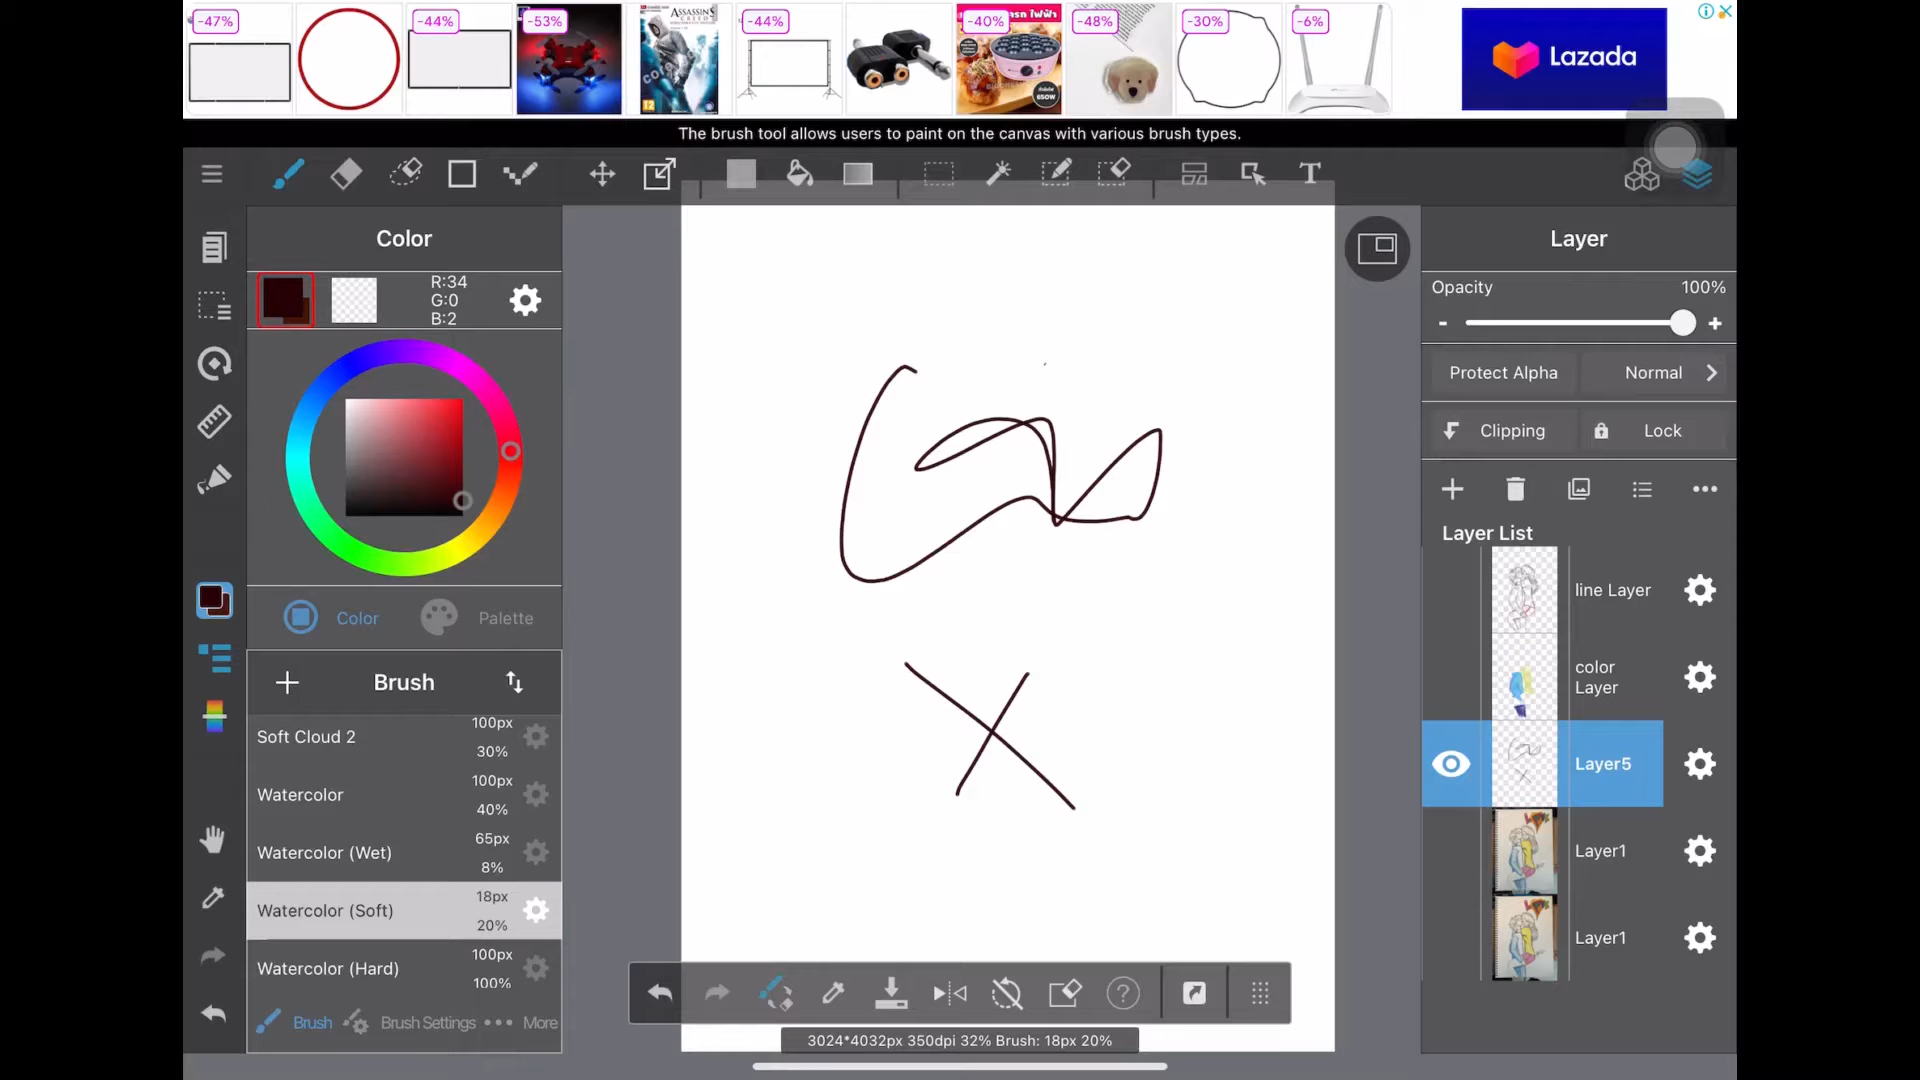 -47%
-44%
-53%
-44%
-40%
-48%
-30%
-6%
ASSASSIN'S
CREED
12
650W
Lazada
The brush tool allows users to paint on the canvas with various brush types.
T
Color
R:34
G:0
B:2
Color
Palette
Brush
Soft Cloud 2
100px
30%
Watercolor
100px
40%
Watercolor (Wet)
65px
8%
Watercolor (Soft)
18px
20%
Watercolor (Hard)
100px
100%
Brush
Brush Settings
More
3024*4032px 350dpi 32% Brush: 18px 20%
Layer
Opacity
100%
-
+
Protect Alpha
Normal
Clipping
Lock
Layer List
line Layer
color
Layer
Layer5
Layer1
Layer1